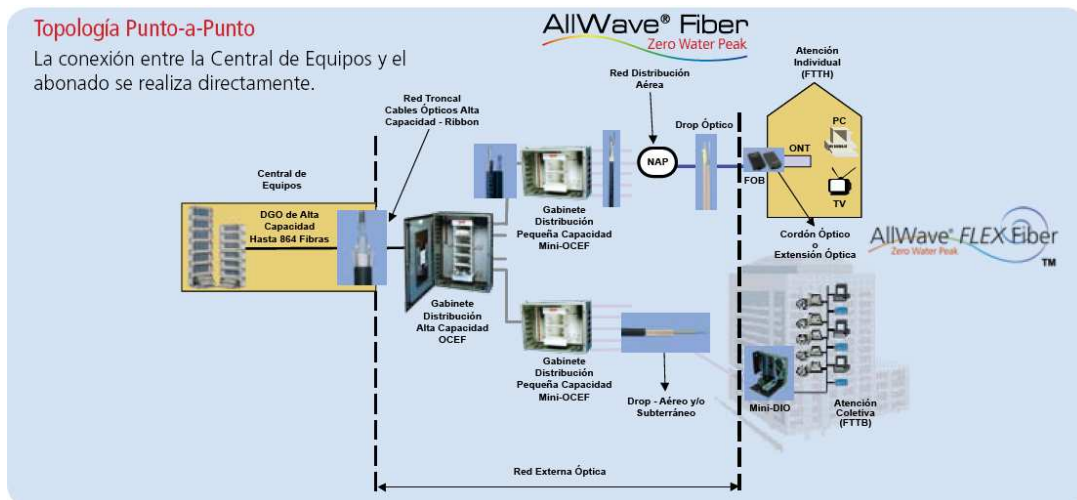 Topología Punto-a-Punto
La conexión entre la Central de Equipos y el
abonado se realiza directamente.
AllWave® Fiber
Zero Water Peak
Red Troncal
Cables Ópticos Alta
Capacidad - Ribbon
Red Distribución
Aérea
Drop Óptico
Atención
Individual
(FTTH)
PC
ONT
NAP
FOB
TV
Central de
Equipos
DGO de Alta
Capacidad
Hasta 864 Fibras
Gabinete
Distribución
Pequeña Capacidad
Mini-OCEF
Cordón Óptico
o
Extensión Óptica
AllWave® FLEX Fiber
Zero Water Peak
TM
Gabinete
Distribución
Alta Capacidad
OCEF
Gabinete
Distribución
Pequeña Capacidad
Mini-OCEF
Drop - Aéreo y/o
Subterráneo
Mini-DIO
Atención
Coletiva
(FTTB)
Red Externa Óptica